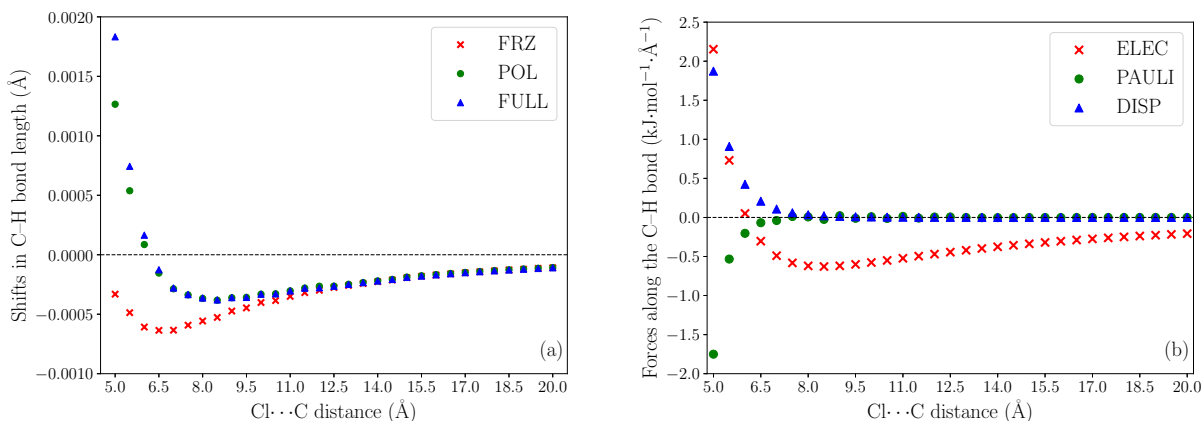 Shifts in C–H bond length (Å)
0.0020
0.0015
0.0010
0.0005
0.0000
−0.0005
−0.0010
FRZ
POL
FULL
(a)
5.0 6.5 8.0 9.5 11.0 12.5 14.0 15.5 17.0 18.5 20.0
Cl⋯C distance (Å)
Forces along the C–H bond (kJ·mol⁻¹·Å⁻¹)
2.5
2.0
1.5
1.0
0.5
0.0
−0.5
−1.0
−1.5
−2.0
ELEC
PAULI
DISP
(b)
5.0 6.5 8.0 9.5 11.0 12.5 14.0 15.5 17.0 18.5 20.0
Cl⋯C distance (Å)